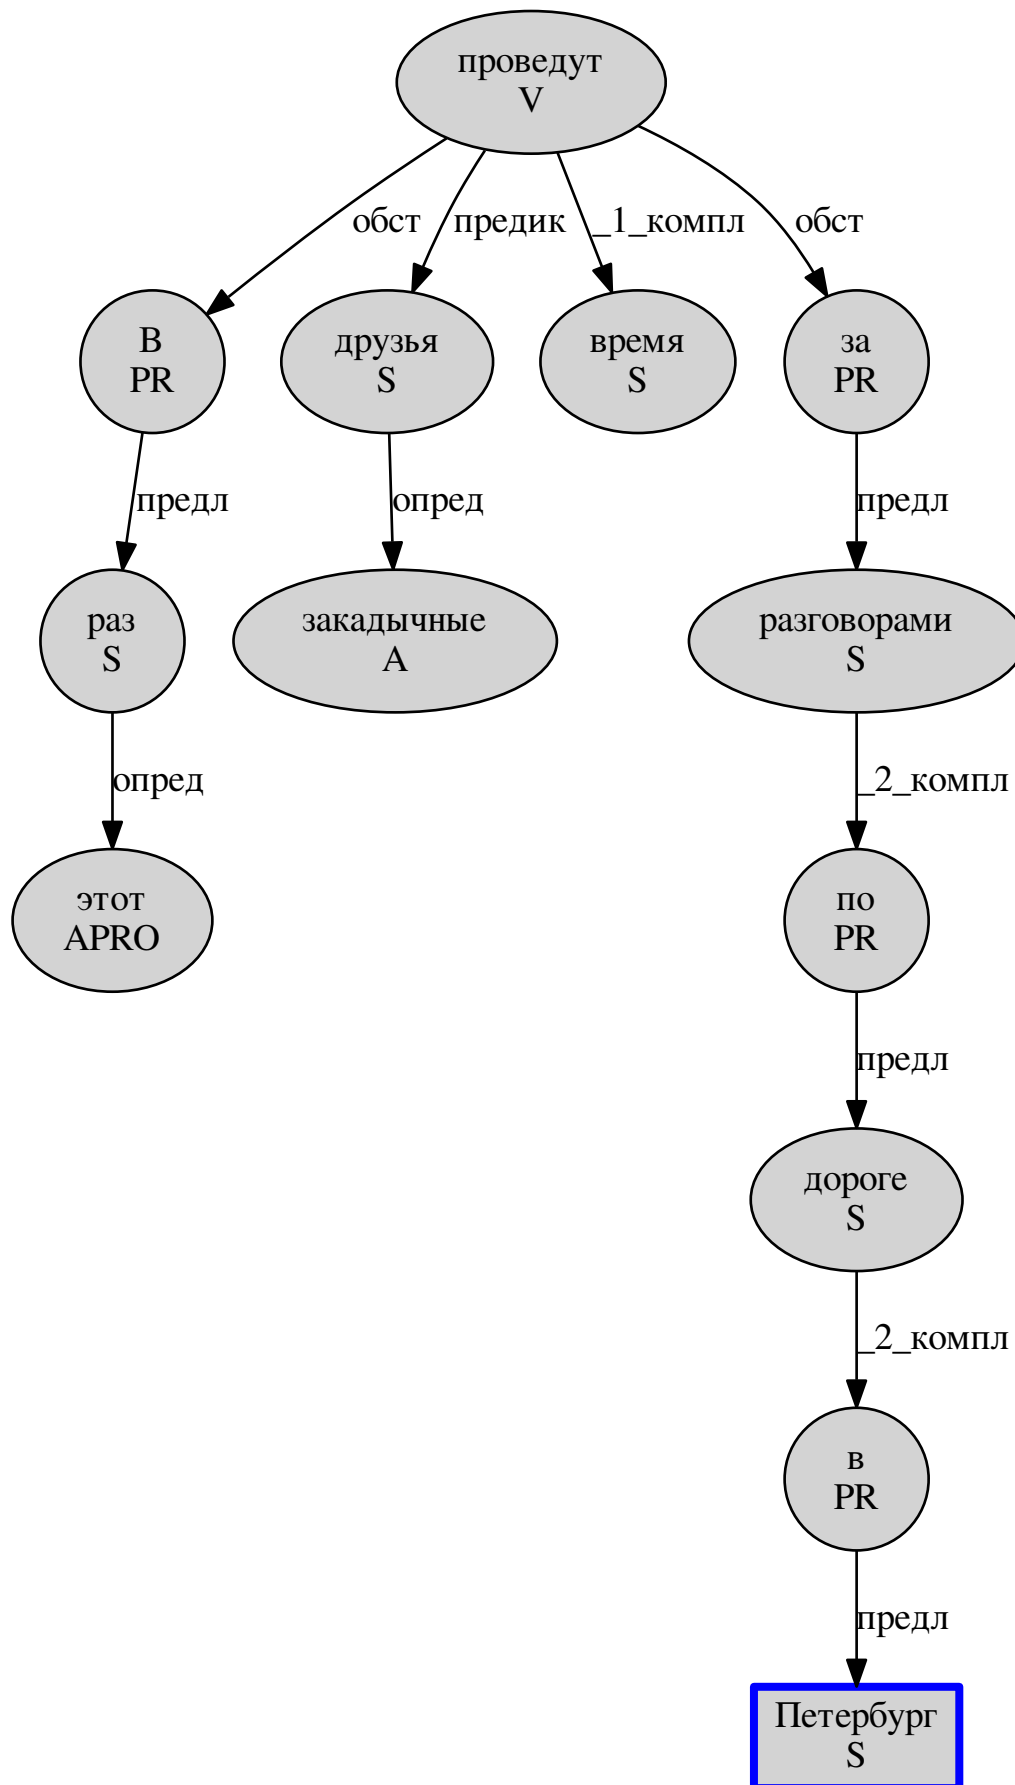 проведут
V
обст
предик
_1_компл
обст
В
PR
друзья
S
время
S
за
PR
предл
опред
предл
раз
S
закадычные
A
разговорами
S
опред
_2_компл
этот
APRO
по
PR
предл
дороге
S
_2_компл
в
PR
предл
Петербург
S